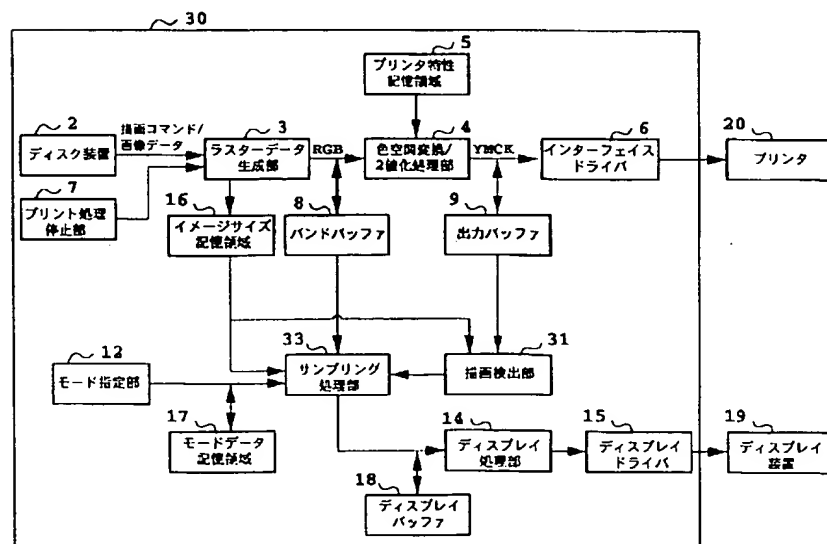 30
5
プリンタ特性
記憶領域
2
ディスク装置
描画コマンド/
画像データ
3
ラスターデータ
生成部
RGB
4
色空間変換/
2値化処理部
YMCK
6
インターフェイス
ドライバ
20
プリンタ
7
プリント処理
停止部
16
イメージサイズ
記憶領域
8
バンドバッファ
9
出力バッファ
12
モード指定部
33
サンプリング
処理部
31
描画検出部
17
モードデータ
記憶領域
14
ディスプレイ
処理部
15
ディスプレイ
ドライバ
19
ディスプレイ
装置
18
ディスプレイ
バッファ